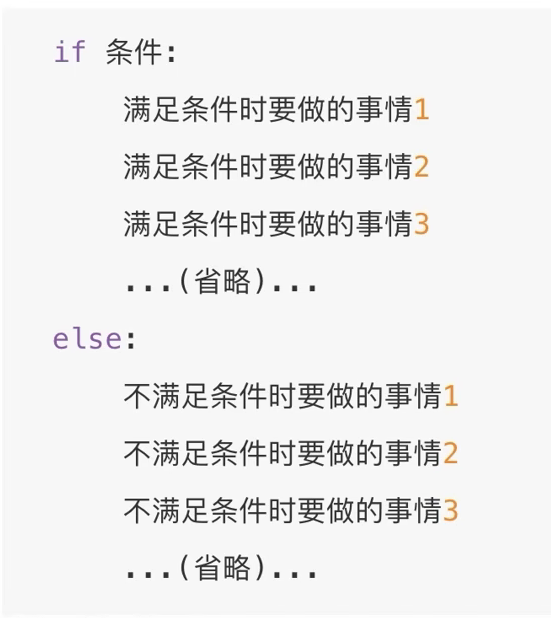 if 条件:
    满足条件时要做的事情1
    满足条件时要做的事情2
    满足条件时要做的事情3
    ...(省略)...
else:
    不满足条件时要做的事情1
    不满足条件时要做的事情2
    不满足条件时要做的事情3
    ...(省略)...